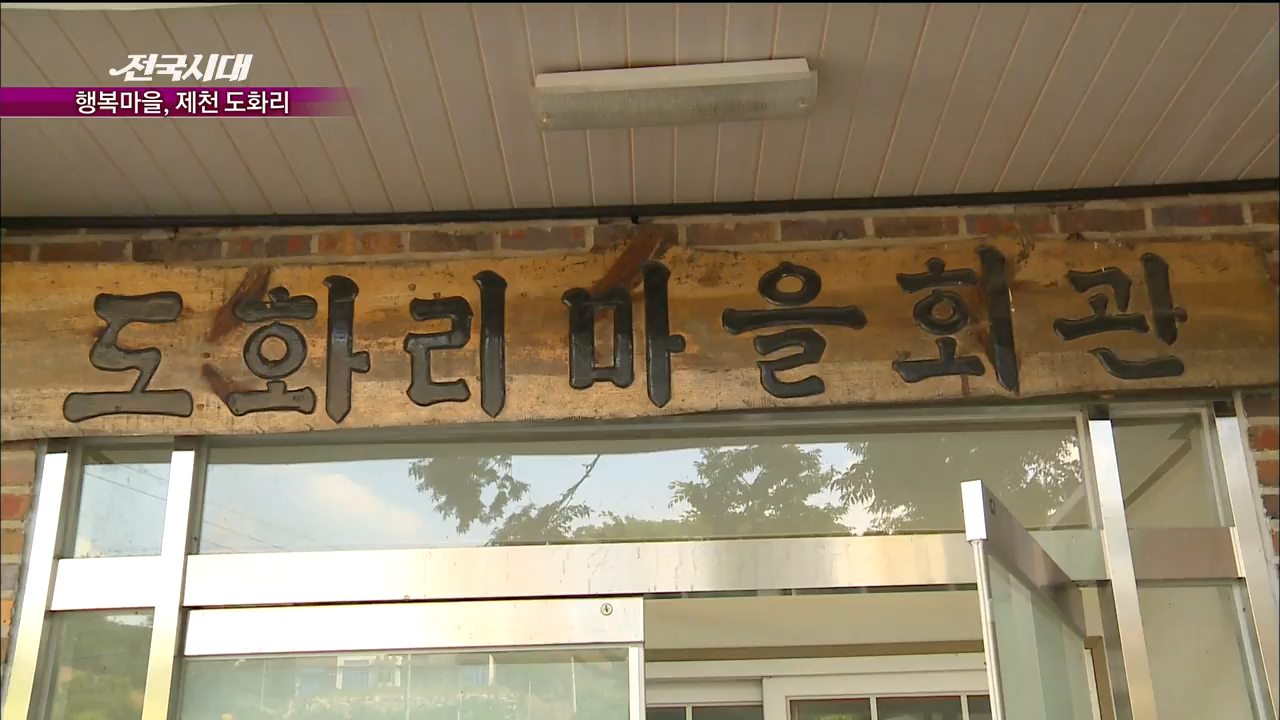 전국시대
행복마을, 제천 도화리
도화리마을회관